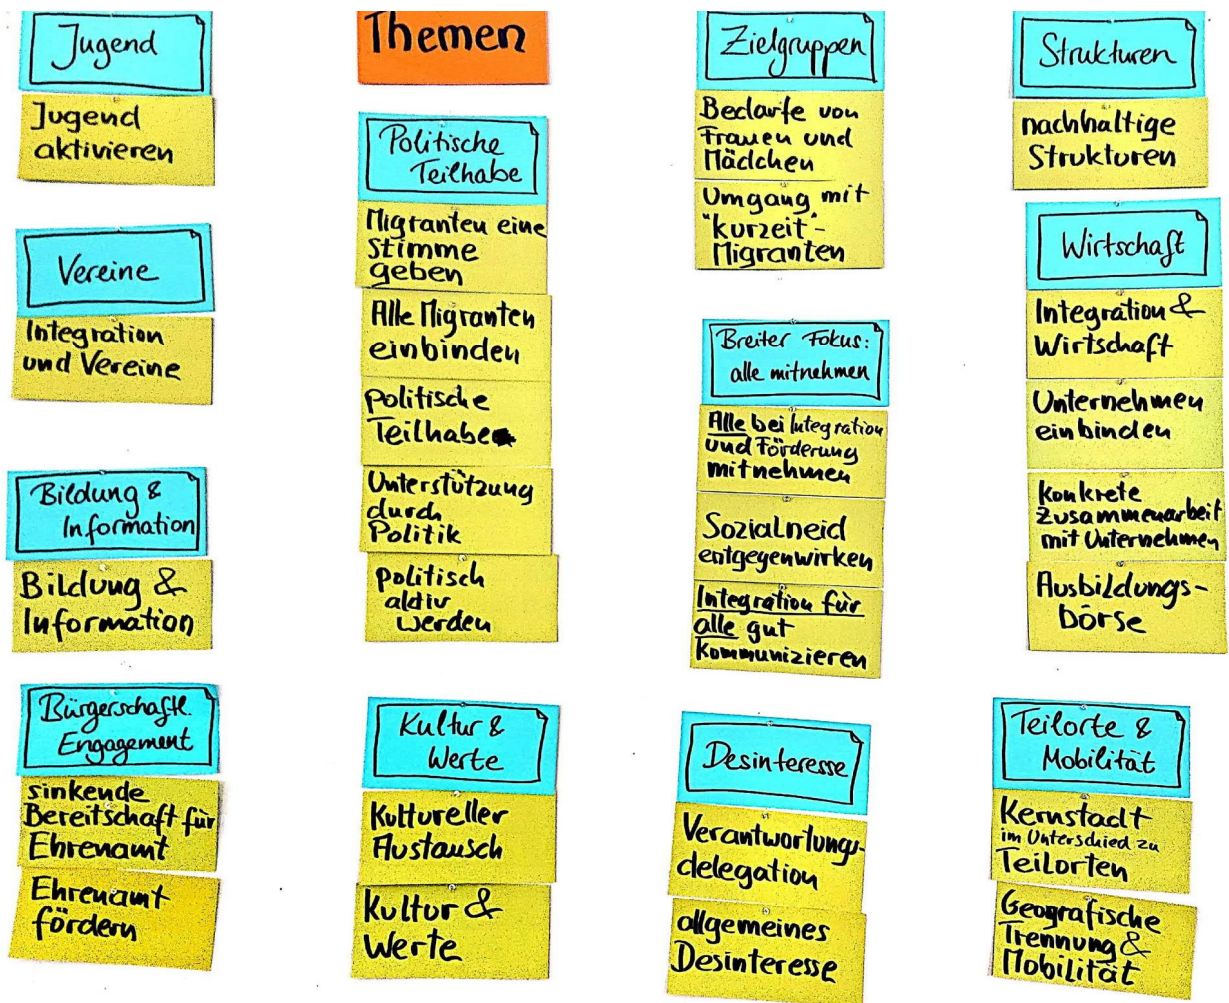 Jugend
Jugend
aktivieren
Vereine
Integration
und Vereine
Bildung &
Information
Bildung &
Information
Bürgerschaftl.
Engagement
sinkende
Bereitschaft für
Ehrenamt
Ehrenamt
fördern
Themen
Politische
Teilhabe
Migranten eine
Stimme
geben
Alle Migranten
einbinden
politische
Teilhabe
Unterstützung
durch
Politik
politisch
aktiv
werden
Kultur &
Werte
Kultureller
Austausch
Kultur &
Werte
Zielgruppen
Bedarfe von
Frauen und
Mädchen
Umgang mit
"kurzeit"-
Migranten
Breiter Fokus:
alle mitnehmen
Alle bei Integration
und Förderung
mitnehmen
Sozialneid
entgegenwirken
Integration für
alle gut
kommunizieren
Desinteresse
Verantwortungs-
delegation
allgemeines
Desinteresse
Strukturen
nachhaltige
Strukturen
Wirtschaft
Integration &
Wirtschaft
Unternehmen
einbinden
konkrete
Zusammenarbeit
mit Unternehmen
Ausbildungs-
börse
Teilorte &
Mobilität
Kernstadt
im Unterschied zu
Teilorten
Geografische
Trennung &
Mobilität